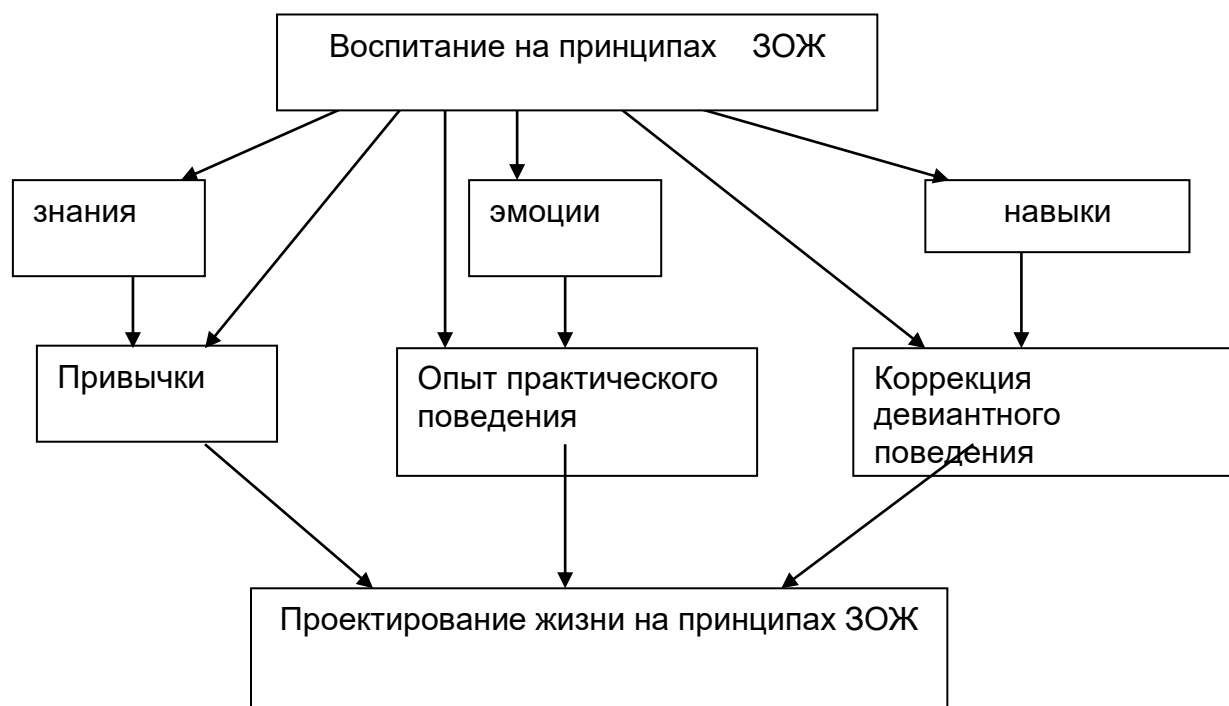 Воспитание на принципах ЗОЖ
знания
эмоции
навыки
Привычки
Опыт практического
поведения
Коррекция
девиантного
поведения
Проектирование жизни на принципах ЗОЖ